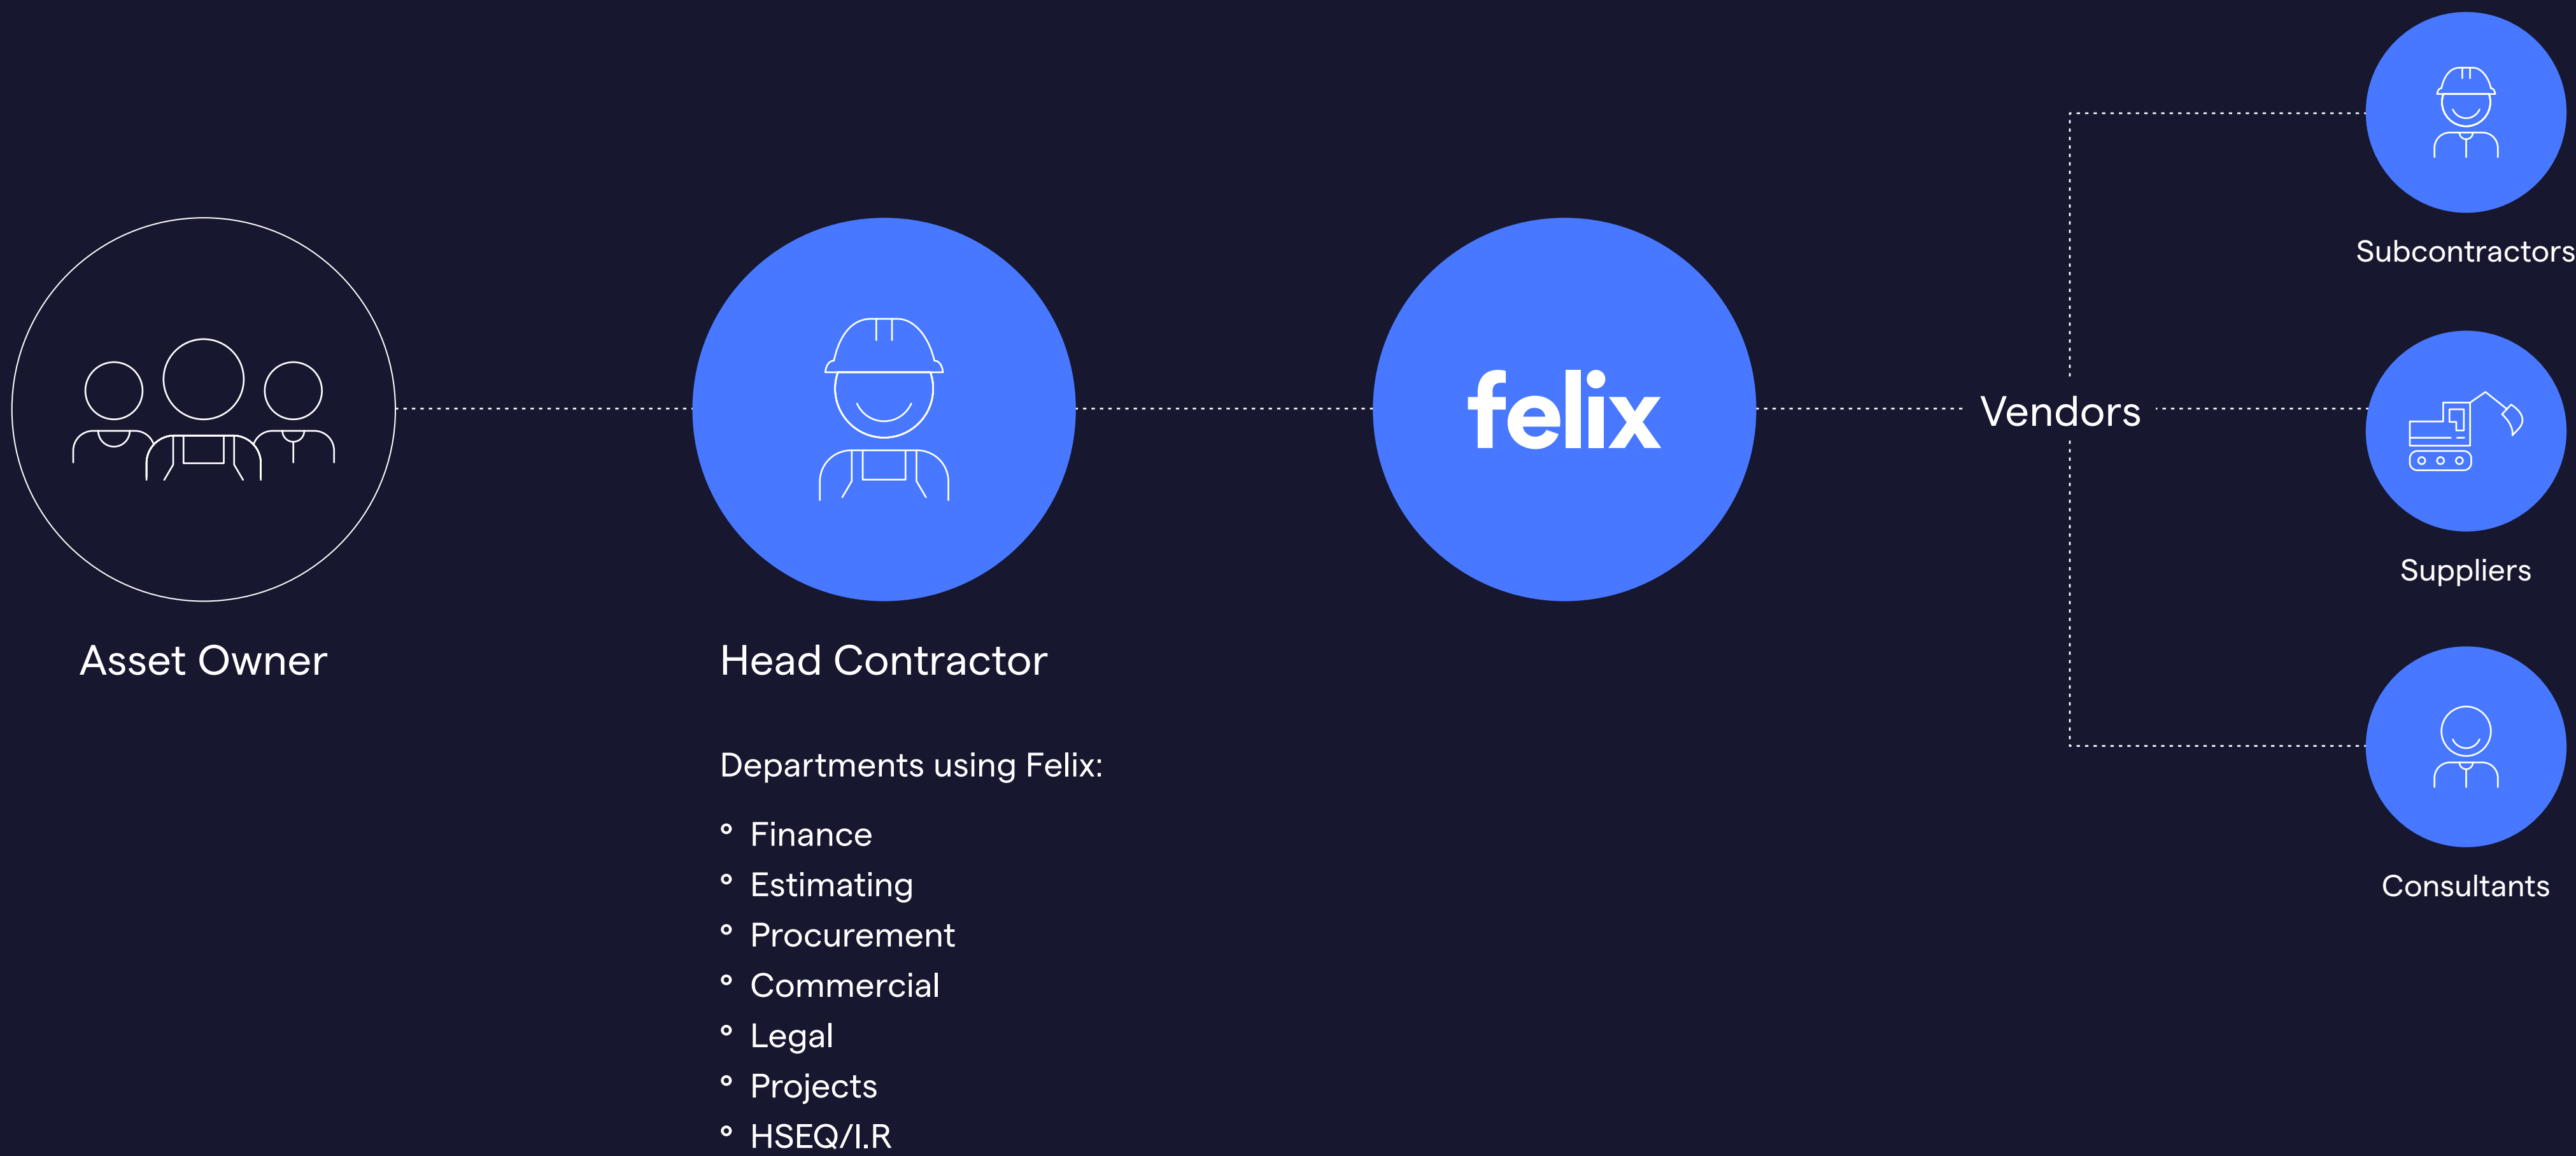 Asset Owner
Head Contractor
Departments using Felix:
Finance
Estimating
Procurement
Commercial
Legal
Projects
HSEQ/I.R
felix
Vendors
Subcontractors
Suppliers
Consultants